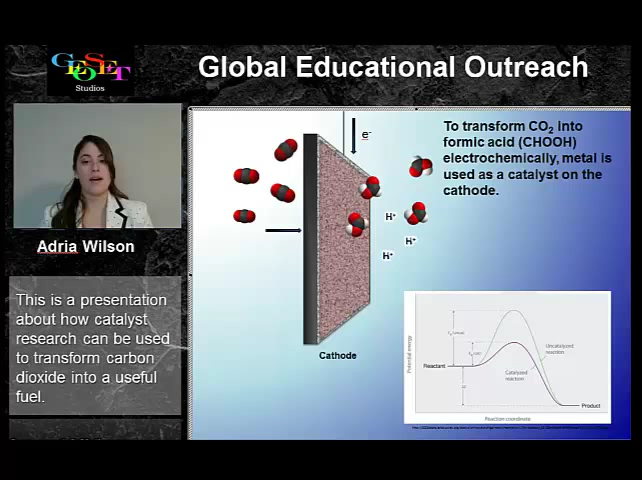 GEOSET
Studios
Global Educational Outreach
Adria Wilson
This is a presentation
about how catalyst
research can be used
to transform carbon
dioxide into a useful
fuel.
e-
H+
H+
H+
Cathode
To transform CO2 into
formic acid (CHOOH)
electrochemically, metal is
used as a catalyst on the
cathode.
Potential energy
Reactant
Uncatalyzed
reaction
Catalyzed
reaction
Product
Reaction coordinate